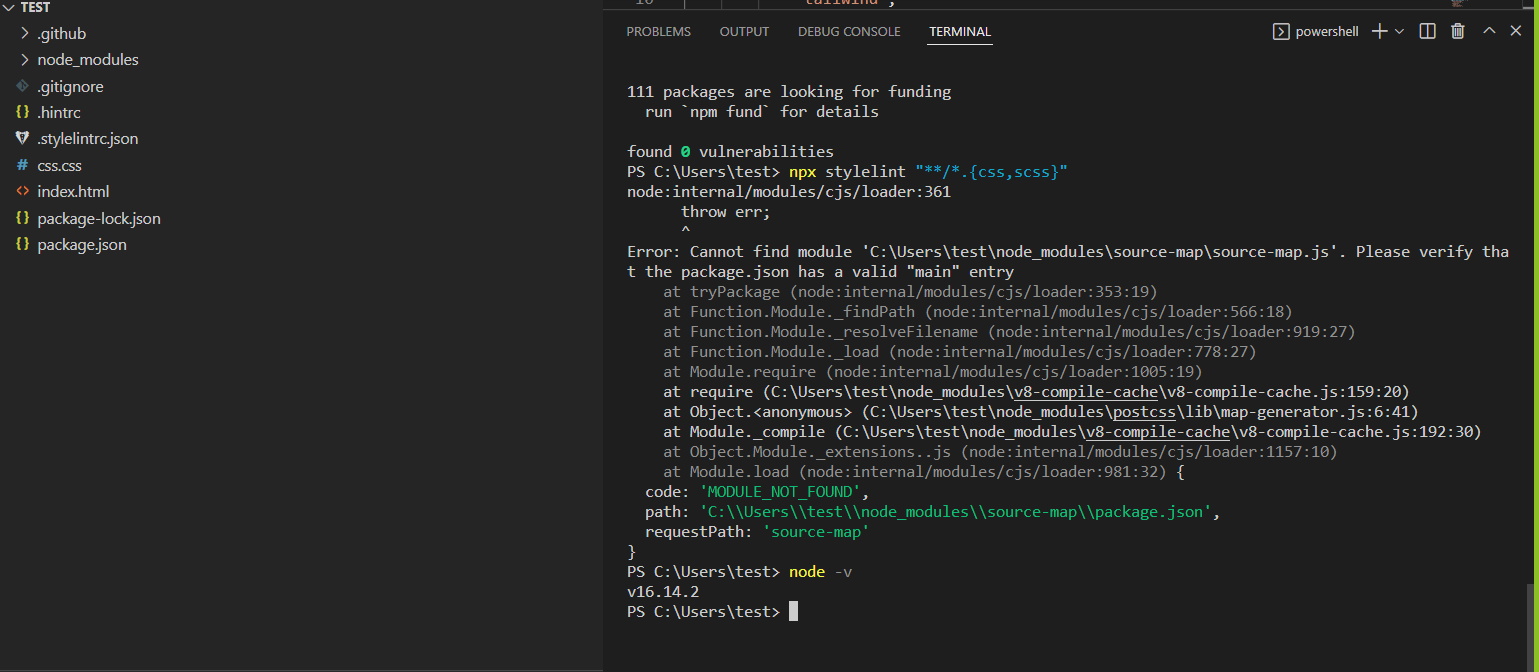 TEST
.github
node_modules
.gitignore
.hintrc
.stylelintrc.json
# css.css
<> index.html
{} package-lock.json
{} package.json
16
tailwind ,
PROBLEMS OUTPUT DEBUG CONSOLE TERMINAL
powershell
111 packages are looking for funding
run `npm fund` for details
found 0 vulnerabilities
PS C:\Users\test> npx stylelint "**/*.{css,scss}"
node:internal/modules/cjs/loader:361
throw err;
^
Error: Cannot find module 'C:\Users\test\node_modules\source-map\source-map.js'. Please verify tha
t the package.json has a valid "main" entry
at tryPackage (node:internal/modules/cjs/loader:353:19)
at Function.Module._findPath (node:internal/modules/cjs/loader:566:18)
at Function.Module._resolveFilename (node:internal/modules/cjs/loader:919:27)
at Function.Module._load (node:internal/modules/cjs/loader:778:27)
at Module.require (node:internal/modules/cjs/loader:1005:19)
at require (C:\Users\test\node_modules\v8-compile-cache\v8-compile-cache.js:159:20)
at Object.<anonymous> (C:\Users\test\node_modules\postcss\lib\map-generator.js:6:41)
at Module._compile (C:\Users\test\node_modules\v8-compile-cache\v8-compile-cache.js:192:30)
at Object.Module._extensions..js (node:internal/modules/cjs/loader:1157:10)
at Module.load (node:internal/modules/cjs/loader:981:32) {
code: 'MODULE_NOT_FOUND',
path: 'C:\\Users\\test\\node_modules\\source-map\\package.json',
requestPath: 'source-map'
}
PS C:\Users\test> node -v
v16.14.2
PS C:\Users\test>